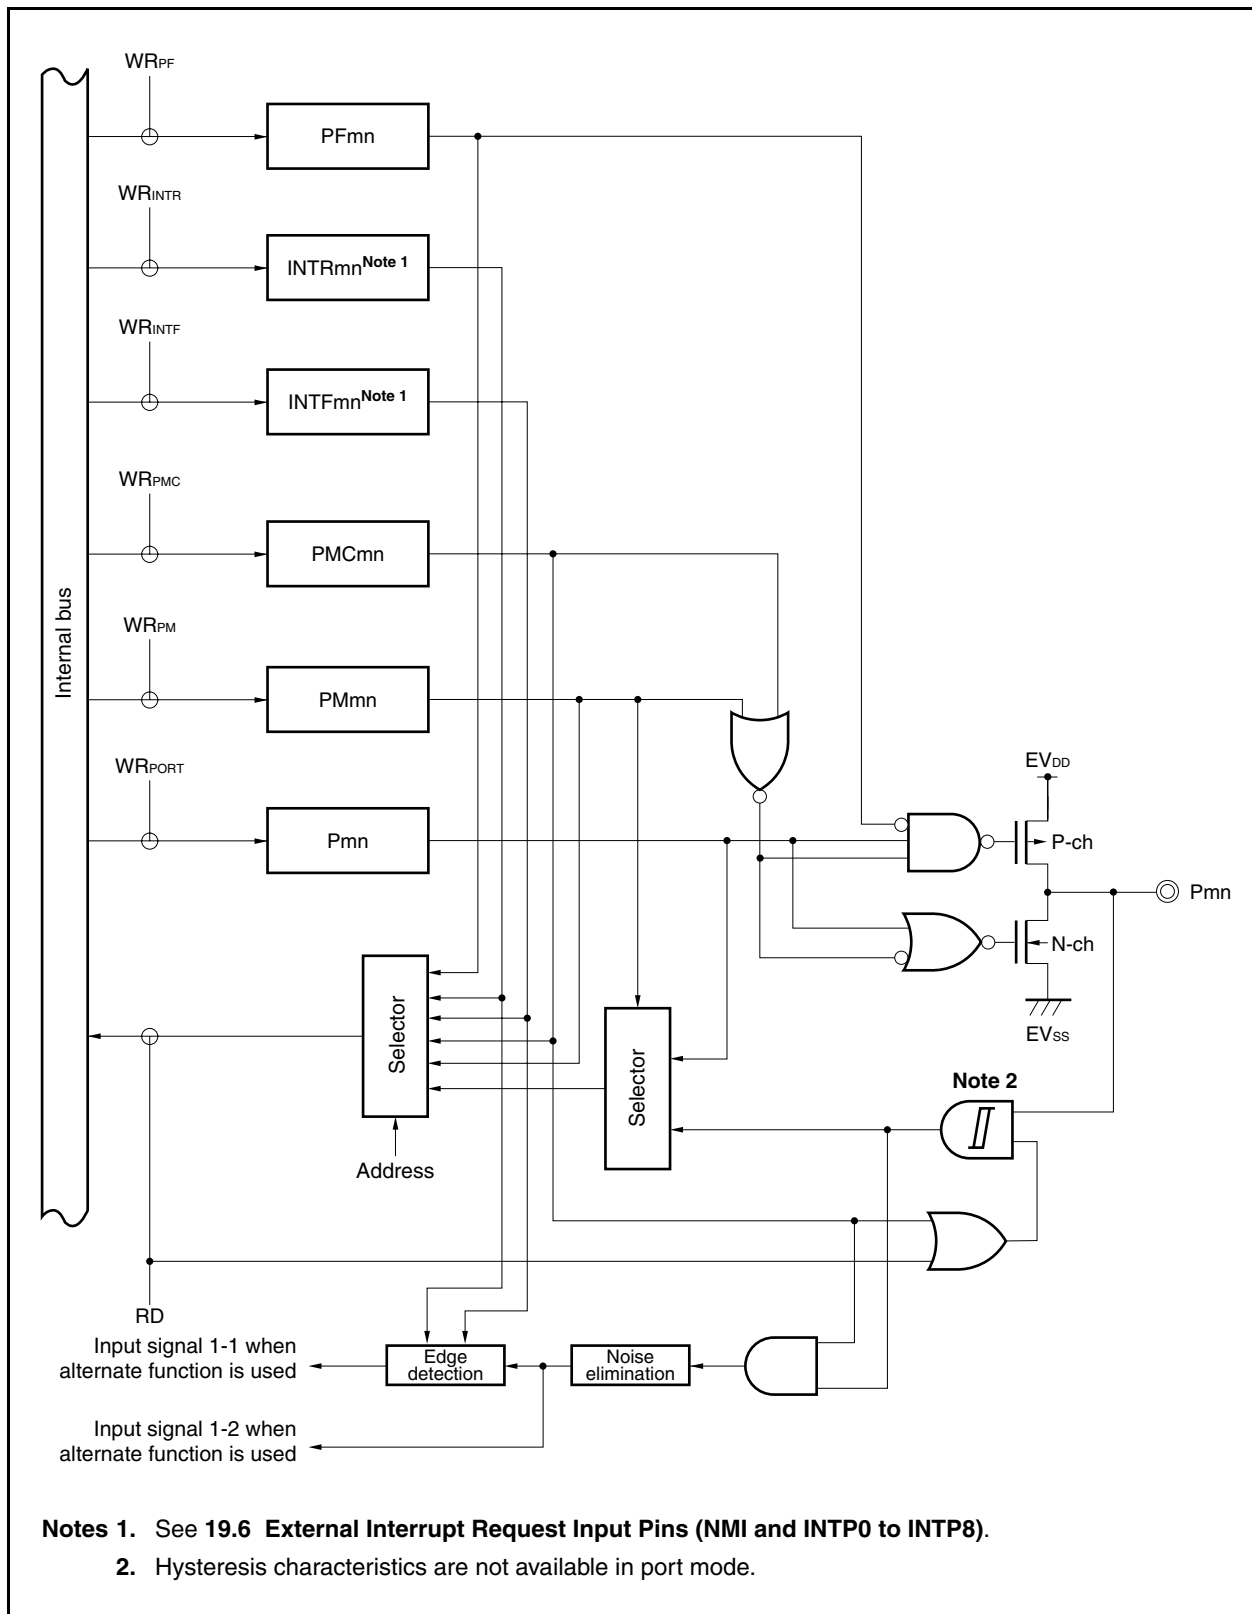 WRPF
PFmn
WRINTR
INTRmnNote 1
WRINTF
INTFmnNote 1
WRPMC
PMCmn
Internal bus
WRPM
PMmn
WRPORT
Pmn
EVDD
P-ch
Pmn
N-ch
EVSS
Selector
Selector
Note 2
Address
RD
Input signal 1-1 when
alternate function is used
Edge
detection
Noise
elimination
Input signal 1-2 when
alternate function is used
Notes 1. See 19.6 External Interrupt Request Input Pins (NMI and INTP0 to INTP8).
2. Hysteresis characteristics are not available in port mode.